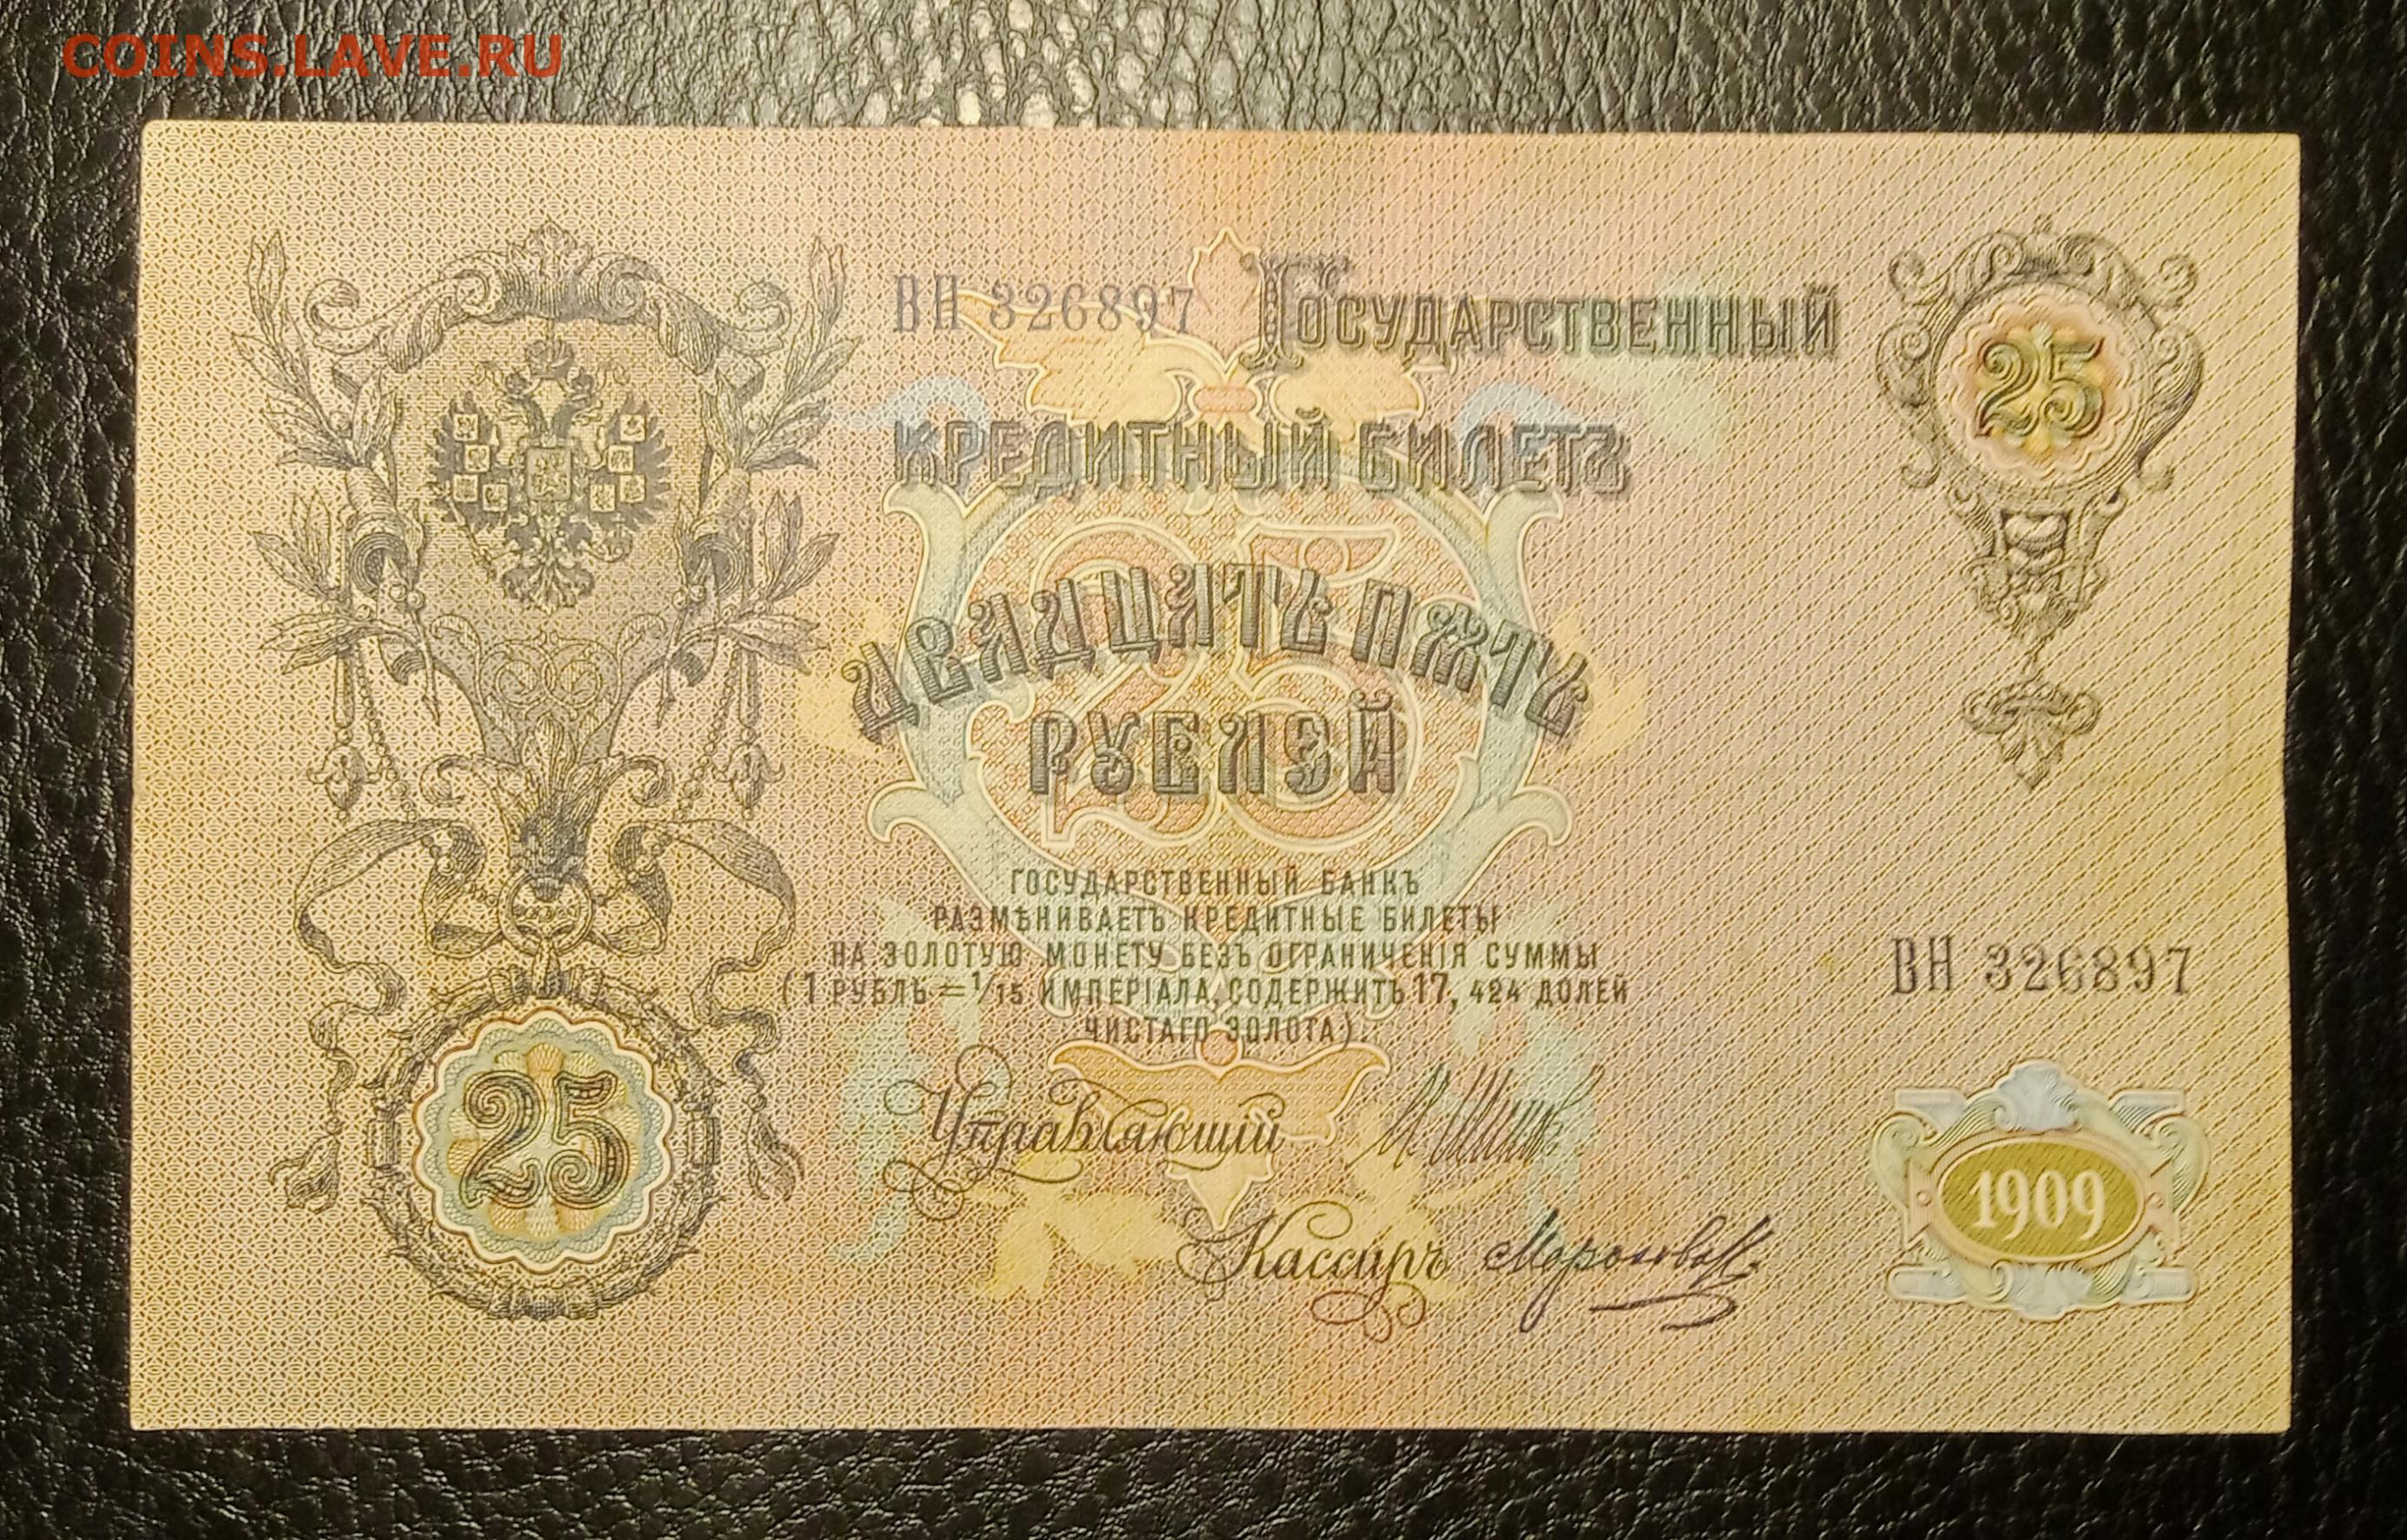 COINS.LAVE.RU
ВН 326897
Государственный
25
КРЕДИТНЫЙ БИЛЕТЪ
25
ДВАДЦАТЬ ПЯТЬ
РУБЛЕЙ
ГОСУДАРСТВЕННЫЙ БАНКЪ
РАЗМѢНИВАЕТЪ КРЕДИТНЫЕ БИЛЕТЫ
НА ЗОЛОТУЮ МОНЕТУ БЕЗЪ ОГРАНИЧЕНІЯ СУММЫ
(1 РУБЛЬ = 1/15 ИМПЕРІАЛА, СОДЕРЖИТЪ 17, 424 ДОЛЕЙ
ЧИСТАГО ЗОЛОТА).
ВН 326897
25
Управляющій И. Шипов
Кассиръ
1909